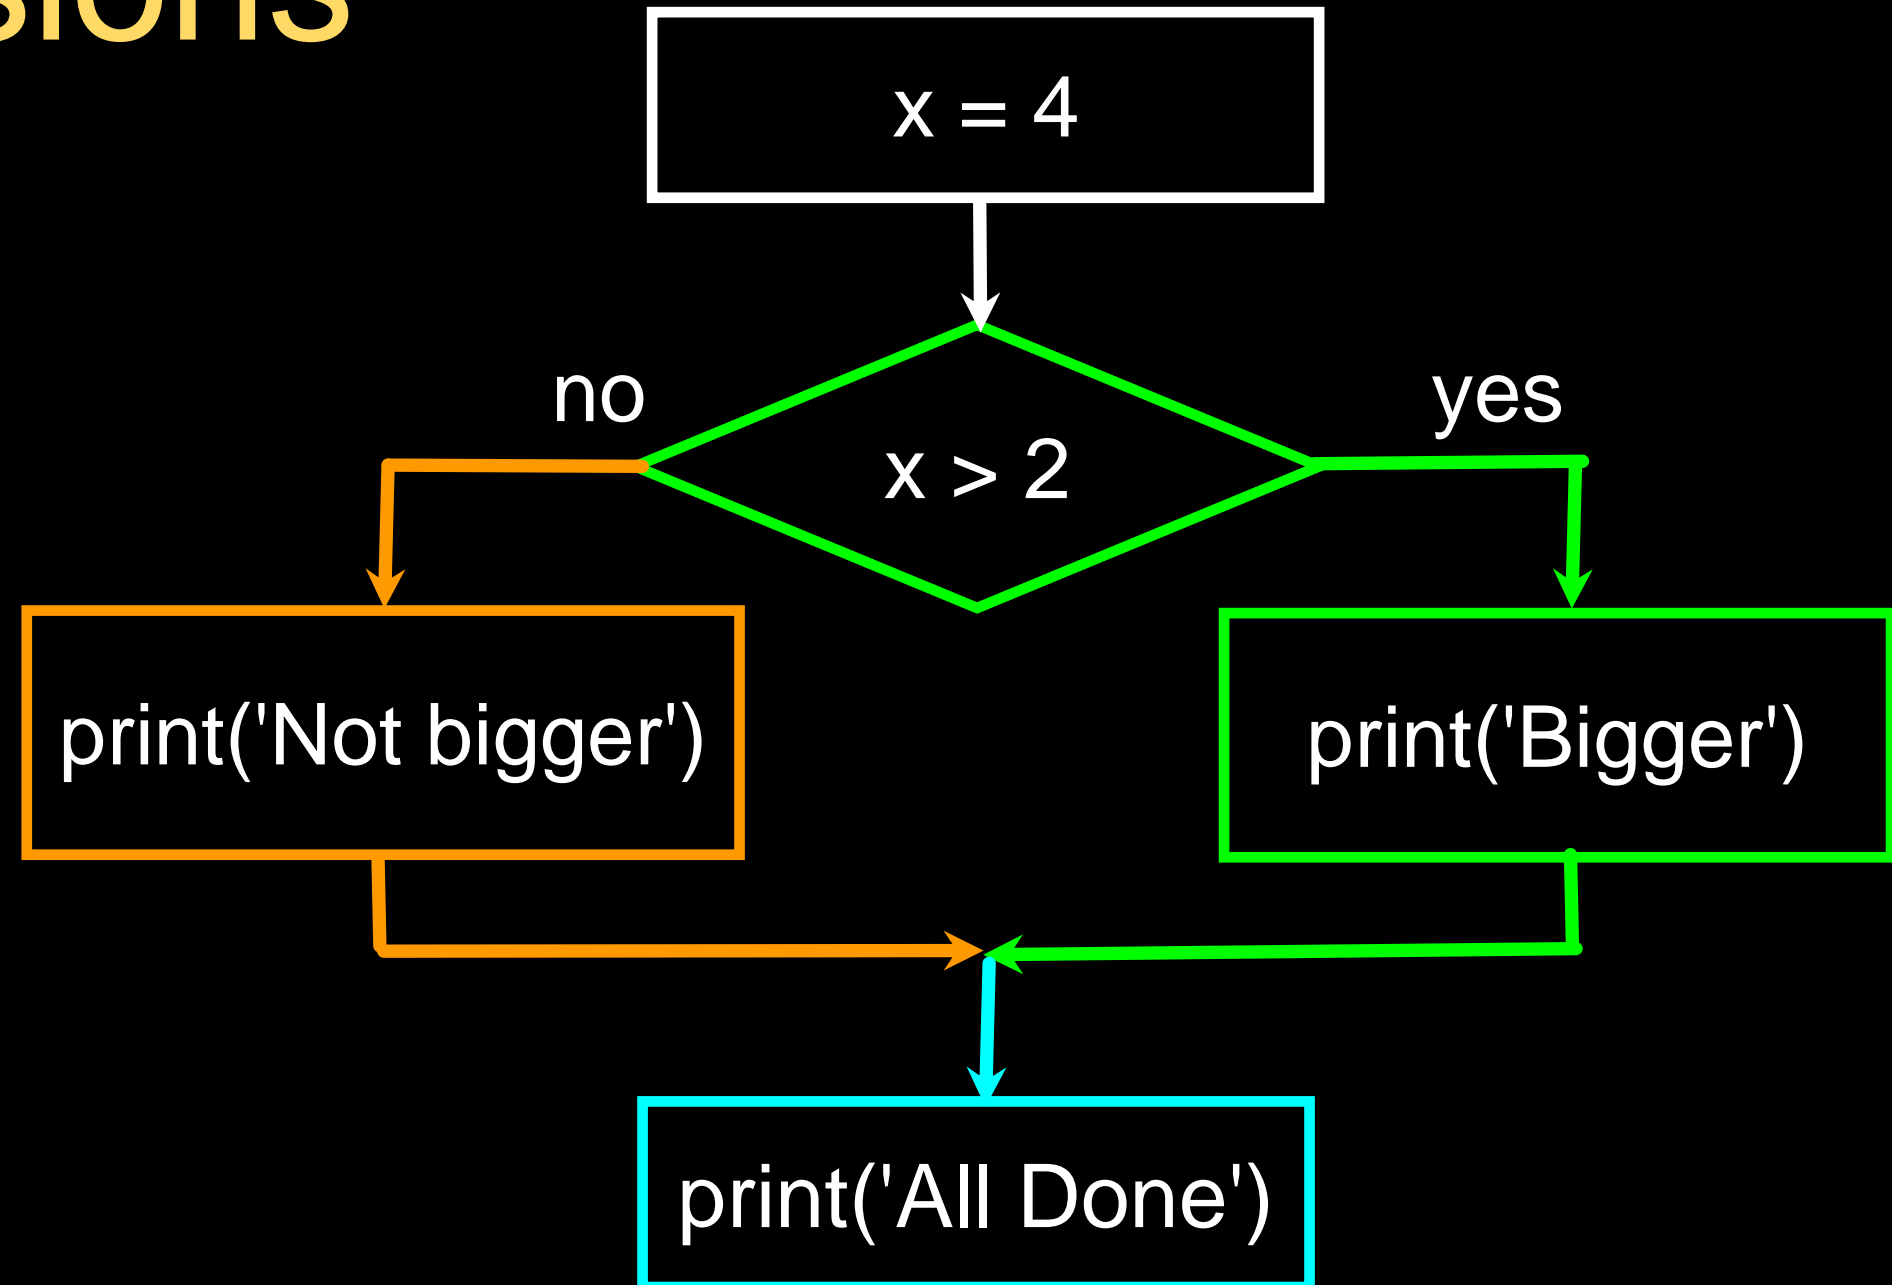 x = 4
no
yes
x > 2
print('Not bigger')
print('Bigger')
print('All Done')